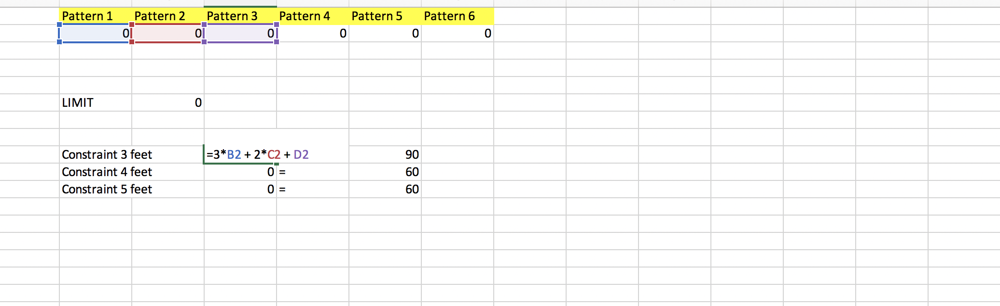 Pattern 1 Pattern 2 Pattern 3 Pattern 4 Pattern 5 Pattern 6
0 0 0 0 0 0
LIMIT 0
Constraint 3 feet =3*B2 + 2*C2 + D2 90
Constraint 4 feet 0 = 60
Constraint 5 feet 0 = 60